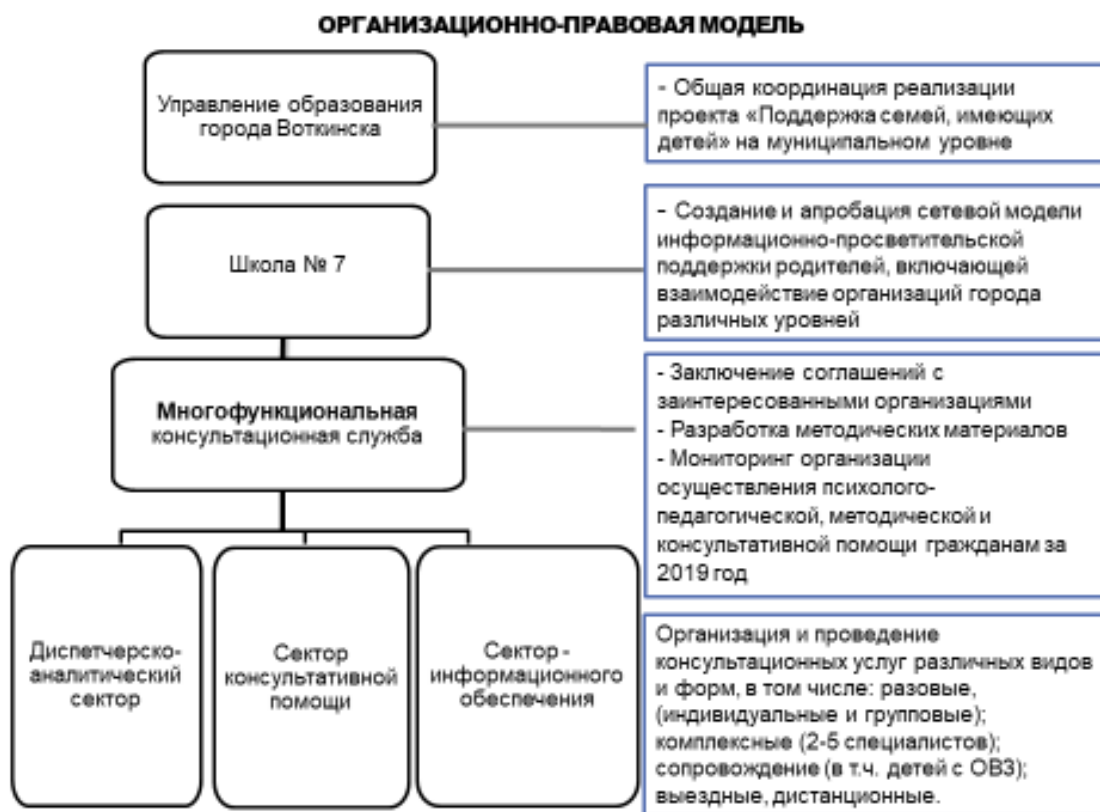 ОРГАНИЗАЦИОННО-ПРАВОВАЯ МОДЕЛЬ
Управление образования
города Воткинска
- Общая координация реализации
проекта «Поддержка семей, имеющих
детей» на муниципальном уровне
Школа № 7
- Создание и апробация сетевой модели
информационно-просветительской
поддержки родителей, включающей
взаимодействие организаций города
различных уровней
Многофункциональная
консультационная служба
- Заключение соглашений с
заинтересованными организациями
- Разработка методических материалов
- Мониторинг организации
осуществления психолого-
педагогической, методической и
консультативной помощи гражданам за
2019 год
Диспетчерско-
аналитический
сектор
Сектор
консультативной
помощи
Сектор -
информационного
обеспечения
Организация и проведение
консультационных услуг различных видов
и форм, в том числе: разовые,
(индивидуальные и групповые);
комплексные (2-5 специалистов);
сопровождение (в т.ч. детей с ОВЗ);
выездные, дистанционные.